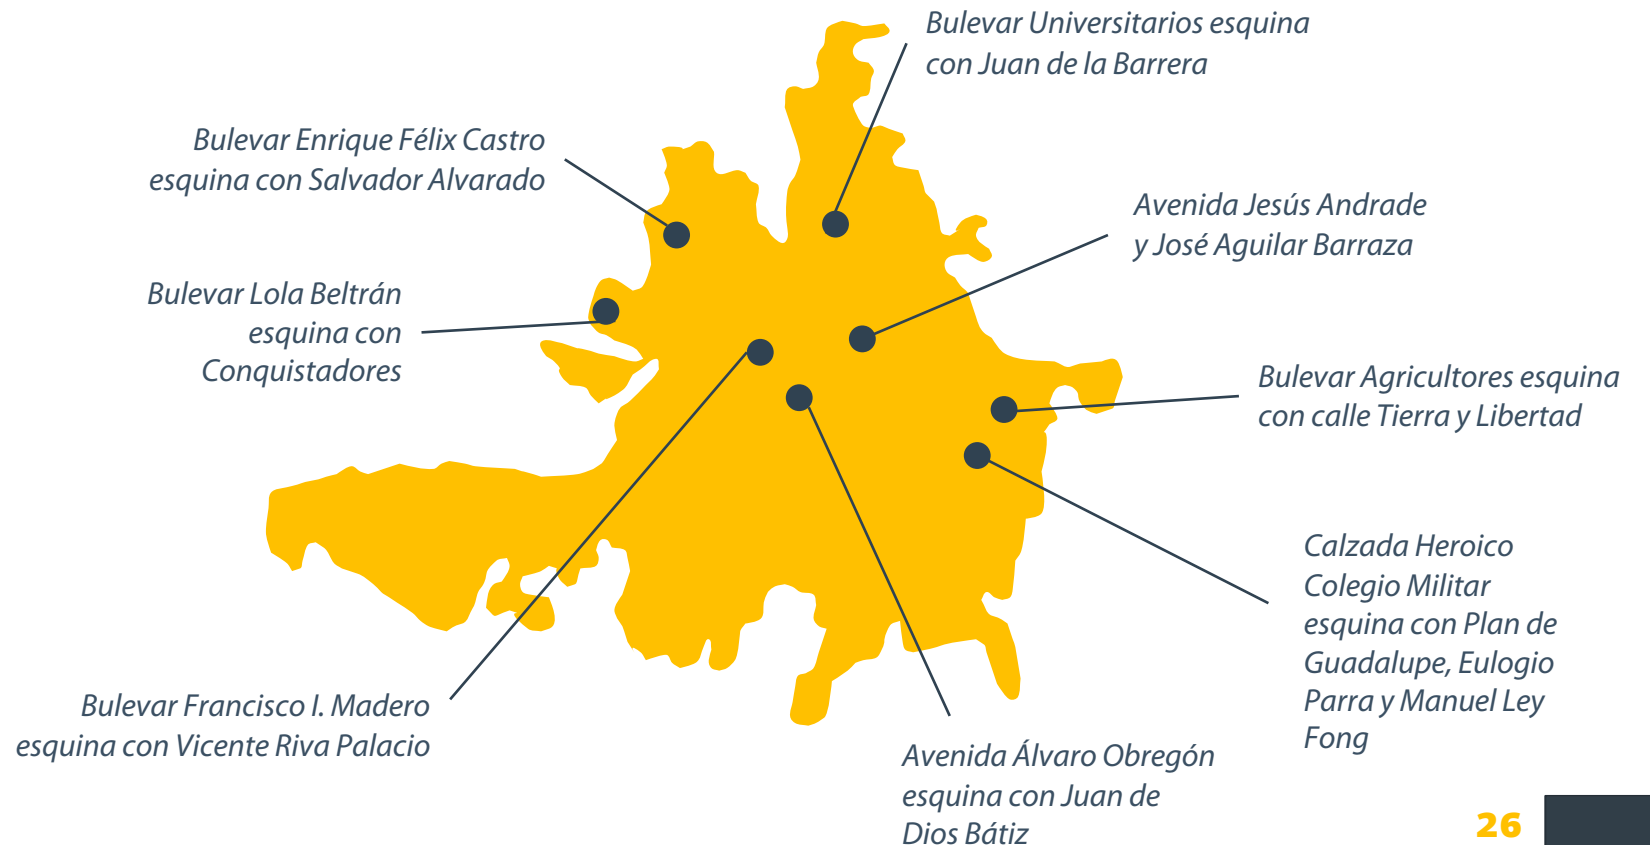 Bulevar Universitarios esquina
con Juan de la Barrera
Bulevar Enrique Félix Castro
esquina con Salvador Alvarado
Avenida Jesús Andrade
y José Aguilar Barraza
Bulevar Lola Beltrán
esquina con
Conquistadores
Bulevar Agricultores esquina
con calle Tierra y Libertad
Calzada Heroico
Colegio Militar
esquina con Plan de
Guadalupe, Eulogio
Parra y Manuel Ley
Fong
Bulevar Francisco I. Madero
esquina con Vicente Riva Palacio
Avenida Álvaro Obregón
esquina con Juan de
Dios Bátiz
26